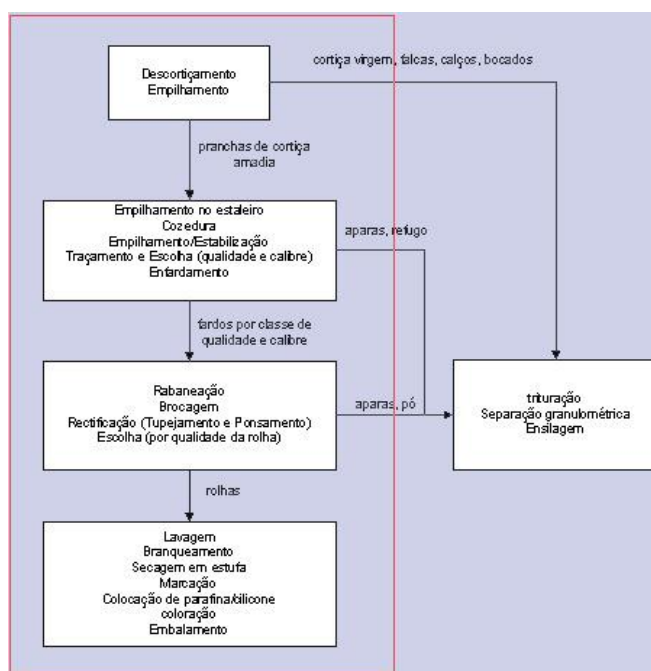 Descortiçamento
Empilhamento
cortiça virgem, falcas, calços, bocados
pranchas de cortiça
amadia
Empilhamento no estaleiro
Cozedura
Empilhamento/Estabilização
Traçamento e Escolha (qualidade e calibre)
Enfardamento
aparas, refugo
fardos por classe de
qualidade e calibre
Rabaneação
Brocagem
Rectificação (Tupejamento e Ponsamento)
Escolha (por qualidade da rolha)
aparas, pó
trituração
Separação granulométrica
Ensilagem
rolhas
Lavagem
Branqueamento
Secagem em estufa
Marcação
Colocação de parafina/cilicone
coloração
Embalamento